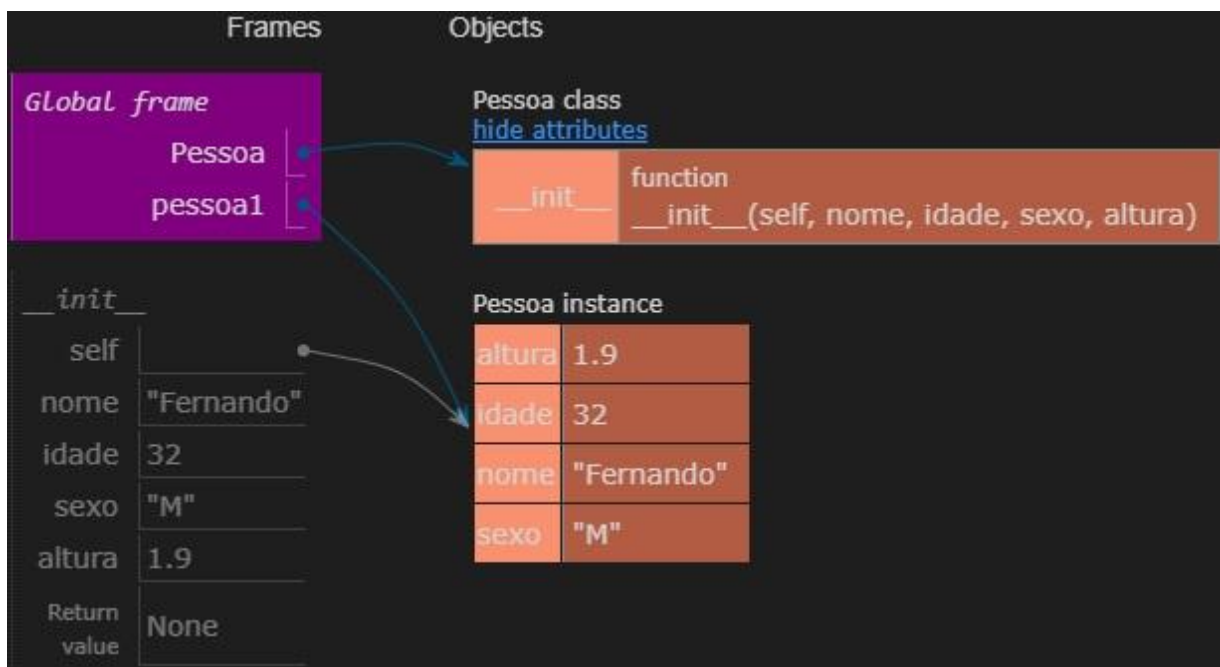 Frames Objects
Global frame
Pessoa
pessoa1
Pessoa class
hide attributes
__init__ function
__init__(self, nome, idade, sexo, altura)
__init__
self
nome "Fernando"
idade 32
sexo "M"
altura 1.9
Return
value None
Pessoa instance
altura 1.9
idade 32
nome "Fernando"
sexo "M"